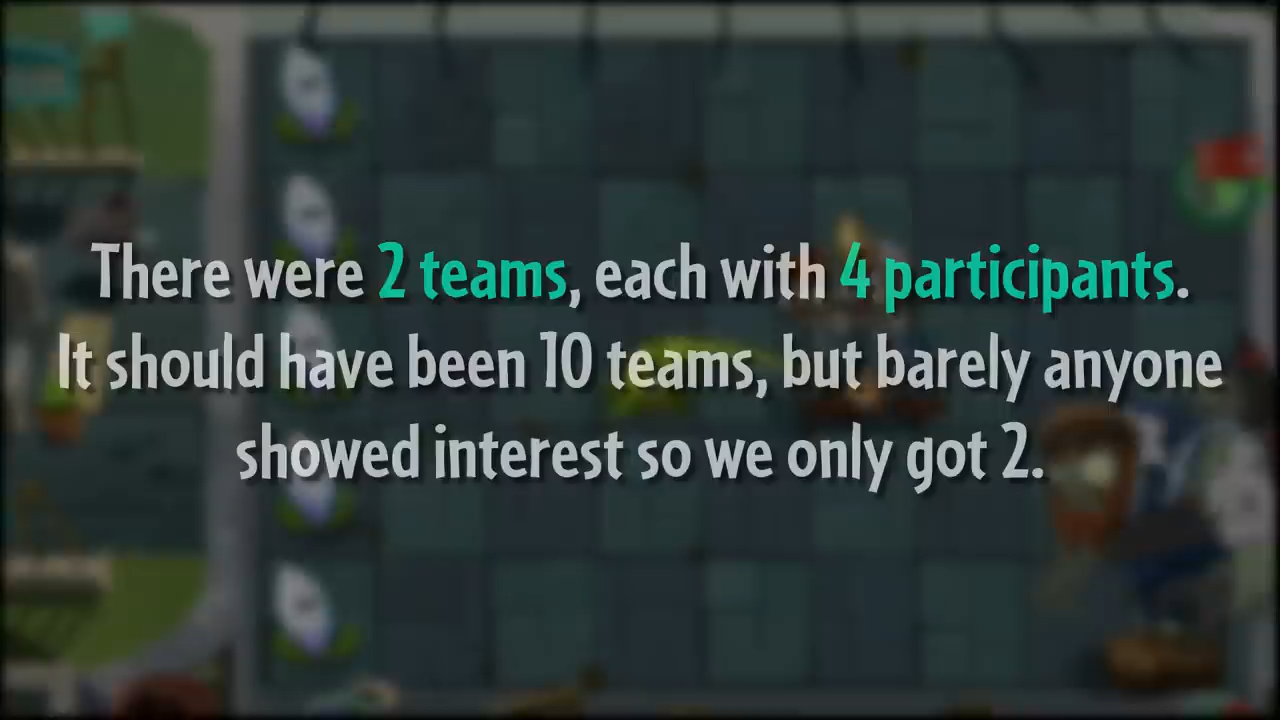 There were 2 teams, each with 4 participants.
It should have been 10 teams, but barely anyone
showed interest so we only got 2.